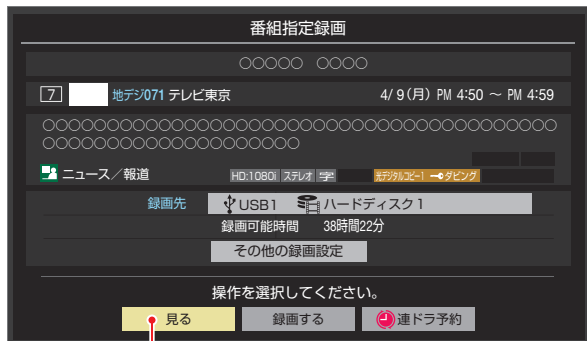 番組指定録画
○○○○○ ○○○○
7 地デジ071 テレビ東京 4/ 9(月) PM 4:50 ～ PM 4:59
○○○○○○○○○○○○○○○○○○○○○○○○○○○○○○○○○○○○○○○○
○○○○○○○○○○○○○○○○○○○○
ニュース／報道 HD:1080i ステレオ 字 光デジタルコピー1 ダビング
録画先 USB1 ハードディスク1
録画可能時間 38時間22分
その他の録画設定
操作を選択してください。
見る 録画する 連ドラ予約